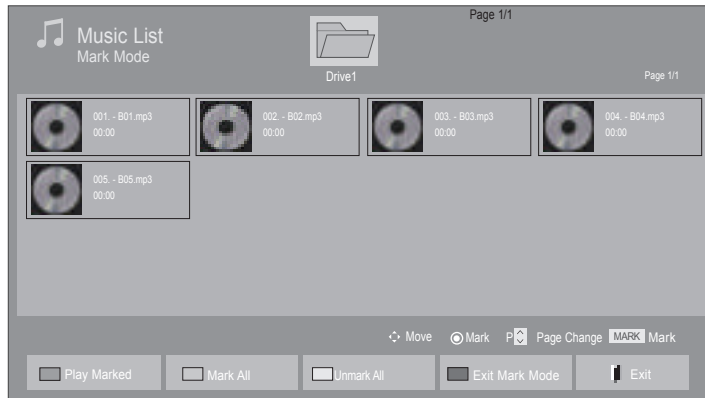 Page 1/1
Music List
Mark Mode
Drive1
Page 1/1
001. - B01.mp3
00:00
002. - B02.mp3
00:00
003. - B03.mp3
00:00
004. - B04.mp3
00:00
005. - B05.mp3
00:00
Move Mark P Page Change MARK Mark
Play Marked Mark All Unmark All Exit Mark Mode Exit